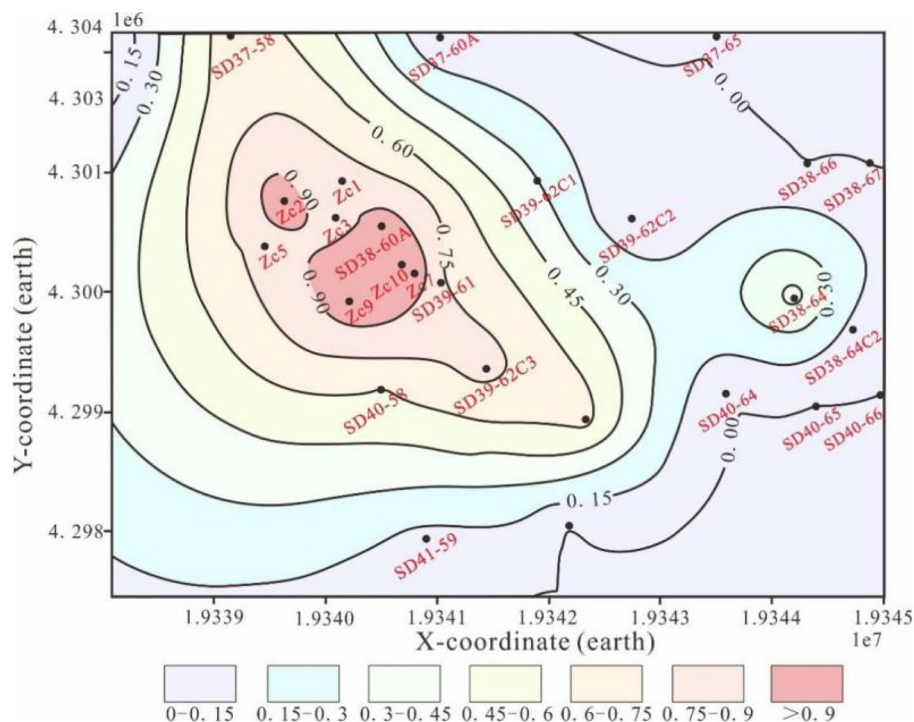 4. 304
1e6
4. 303
4. 301
4. 300
4. 299
4. 298
Y-coordinate (earth)
0. 15
0. 30
SD37-58
SD37-60A
SD37-65
0. 00
0. 60
SD38-66
SD38-67
0. 90
Zc1
Zc2
Zc3
Zc5
SD39-62C1
SD39-62C2
SD38-60A
0. 75
Zc10
Zc7
Zc9
0. 90
SD39-61
0. 45
0. 30
0. 30
SD38-64
SD38-64C2
SD39-62C3
SD40-58
SD40-64
SD40-65
SD40-66
0. 00
0. 15
SD41-59
1. 9339
1. 9340
1. 9341
1. 9342
1. 9343
1. 9344
1. 9345
X-coordinate (earth)
1e7
0-0. 15
0. 15-0. 3
0. 3-0. 45
0. 45-0. 6
0. 6-0. 75
0. 75-0. 9
>0. 9